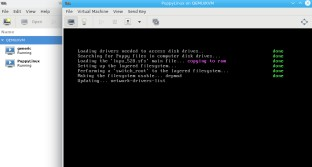 PuppyLinux on QEMU/KVM
File Edit View Help
File Virtual Machine View Send Key
Open
Name
QEMU/KVM
generic
Running
PuppyLinux
Running
Loading drivers needed to access disk drives... done
Searching for Puppy files in computer disk drives... done
Loading the 'lupu_528.sfs' main file... copying to ram done
Setting up the layered filesystem... done
Performing a 'switch_root' to the layered filesystem... done
Making the filesystem usable... depmod done
Updating... network-drivers-list